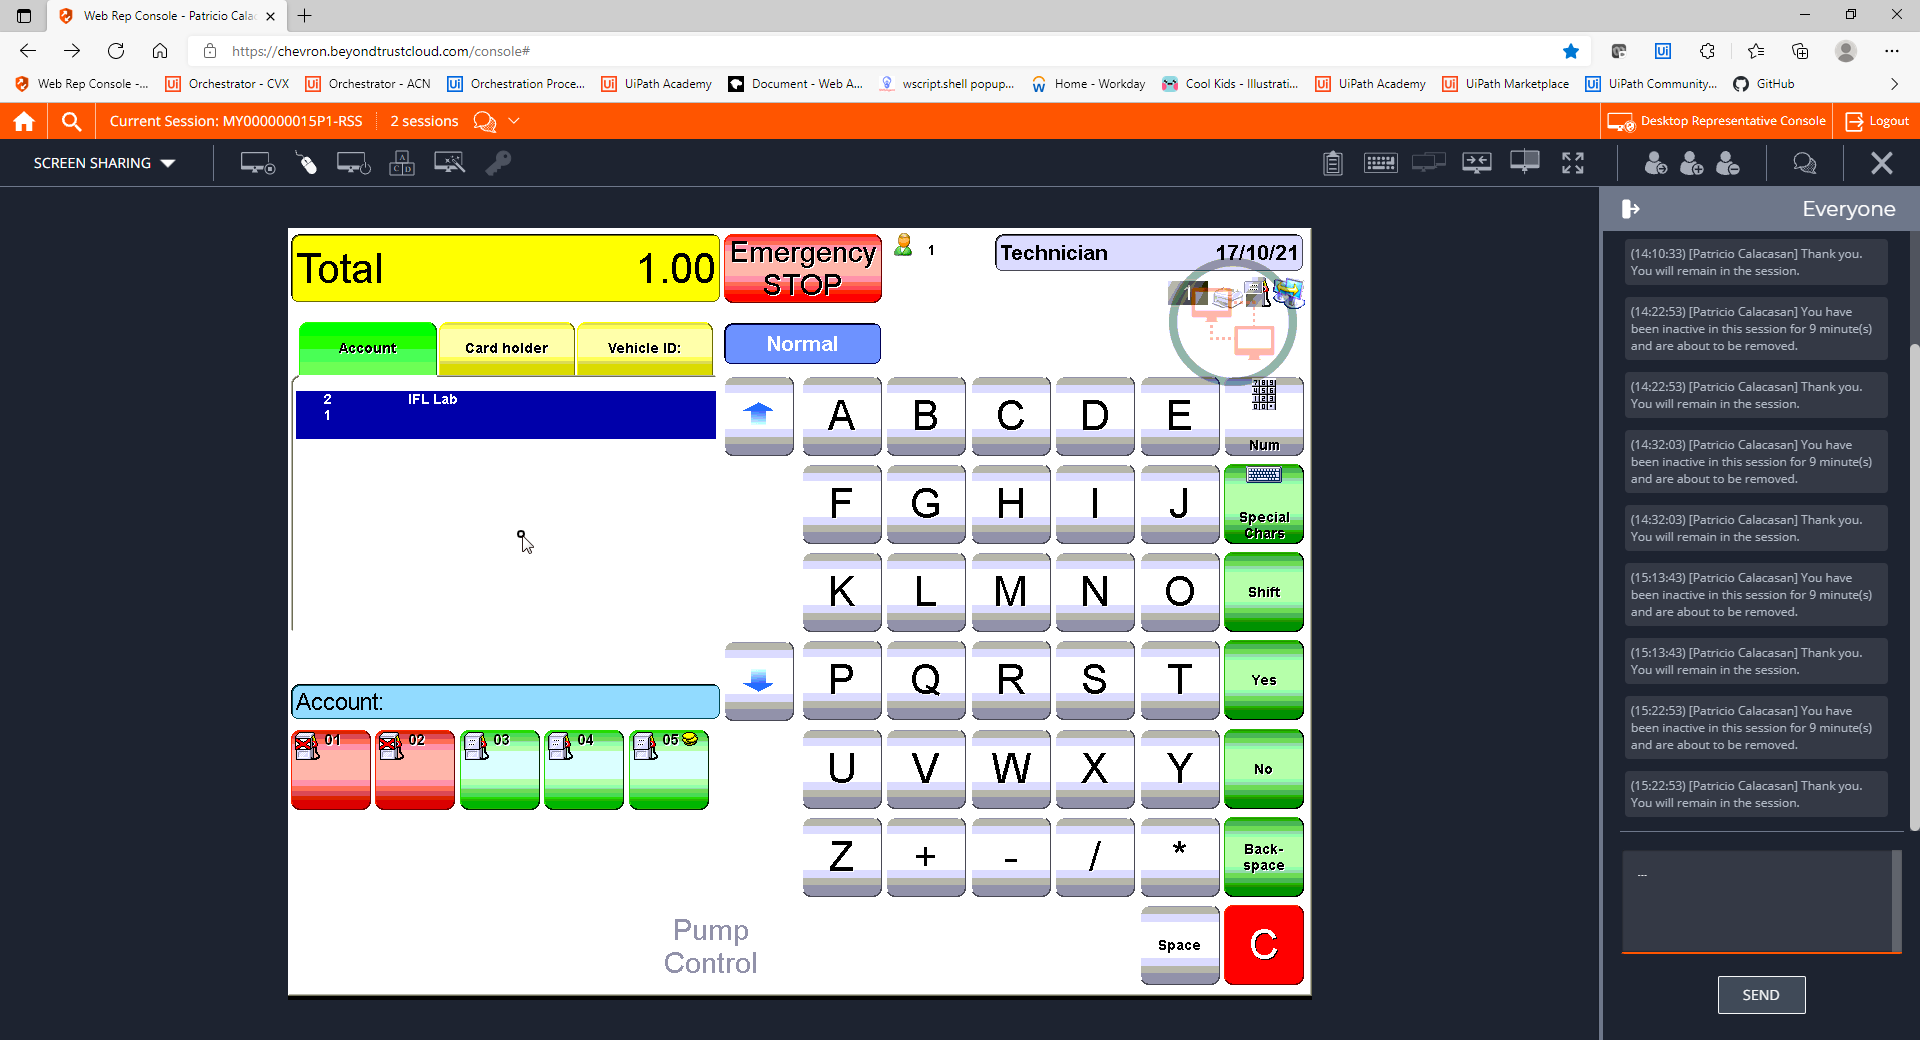 Web Rep Console - Patricio Cala
https://chevron.beyondtrustcloud.com/console#
Web Rep Console -...
Orchestrator - CVX
Orchestrator - ACN
Orchestration Proce...
UiPath Academy
Document - Web A...
wscript.shell popup...
Home - Workday
Cool Kids - Illustrati...
UiPath Academy
UiPath Marketplace
UiPath Community...
GitHub
Current Session: MY000000015P1-RSS
2 sessions
Desktop Representative Console
Logout
SCREEN SHARING
Everyone
Total 1.00
Emergency
STOP
1
Technician 17/10/21
1
Account
Card holder
Vehicle ID:
Normal
2 IFL Lab
1
A B C D E
Num
F G H I J
Special
Chars
K L M N O
Shift
P Q R S T
Yes
Account:
01
02
03
04
05
U V W X Y
No
Z + - / *
Back-
space
Pump
Control
Space
C
(14:10:33) [Patricio Calacasan] Thank you.
You will remain in the session.
(14:22:53) [Patricio Calacasan] You have
been inactive in this session for 9 minute(s)
and are about to be removed.
(14:22:53) [Patricio Calacasan] Thank you.
You will remain in the session.
(14:32:03) [Patricio Calacasan] You have
been inactive in this session for 9 minute(s)
and are about to be removed.
(14:32:03) [Patricio Calacasan] Thank you.
You will remain in the session.
(15:13:43) [Patricio Calacasan] You have
been inactive in this session for 9 minute(s)
and are about to be removed.
(15:13:43) [Patricio Calacasan] Thank you.
You will remain in the session.
(15:22:53) [Patricio Calacasan] You have
been inactive in this session for 9 minute(s)
and are about to be removed.
(15:22:53) [Patricio Calacasan] Thank you.
You will remain in the session.
...
SEND